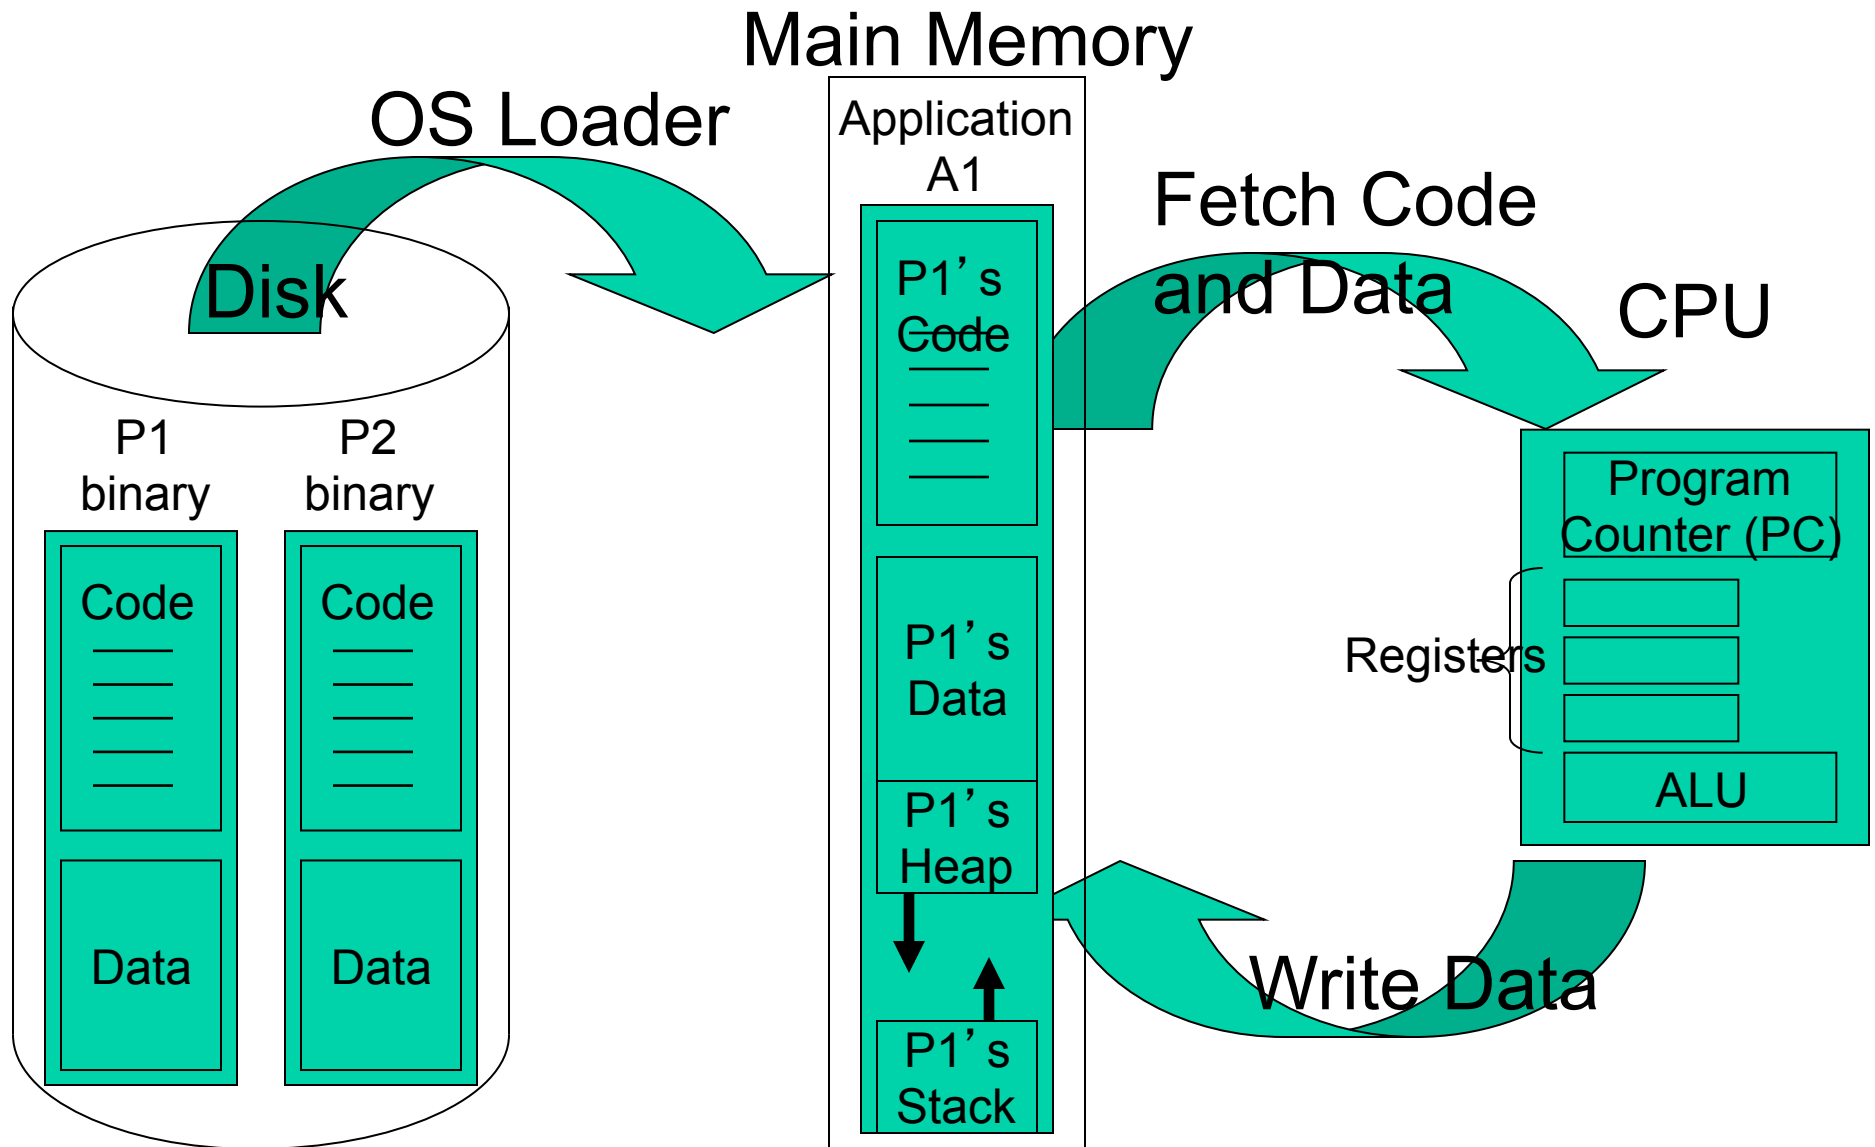 Main Memory
OS Loader
Application
A1
Fetch Code
and Data
CPU
Disk
P1
binary
P2
binary
Code
Data
Code
Data
P1’s
Code
P1’s
Data
P1’s
Heap
P1’s
Stack
Program
Counter (PC)
Registers
ALU
Write Data